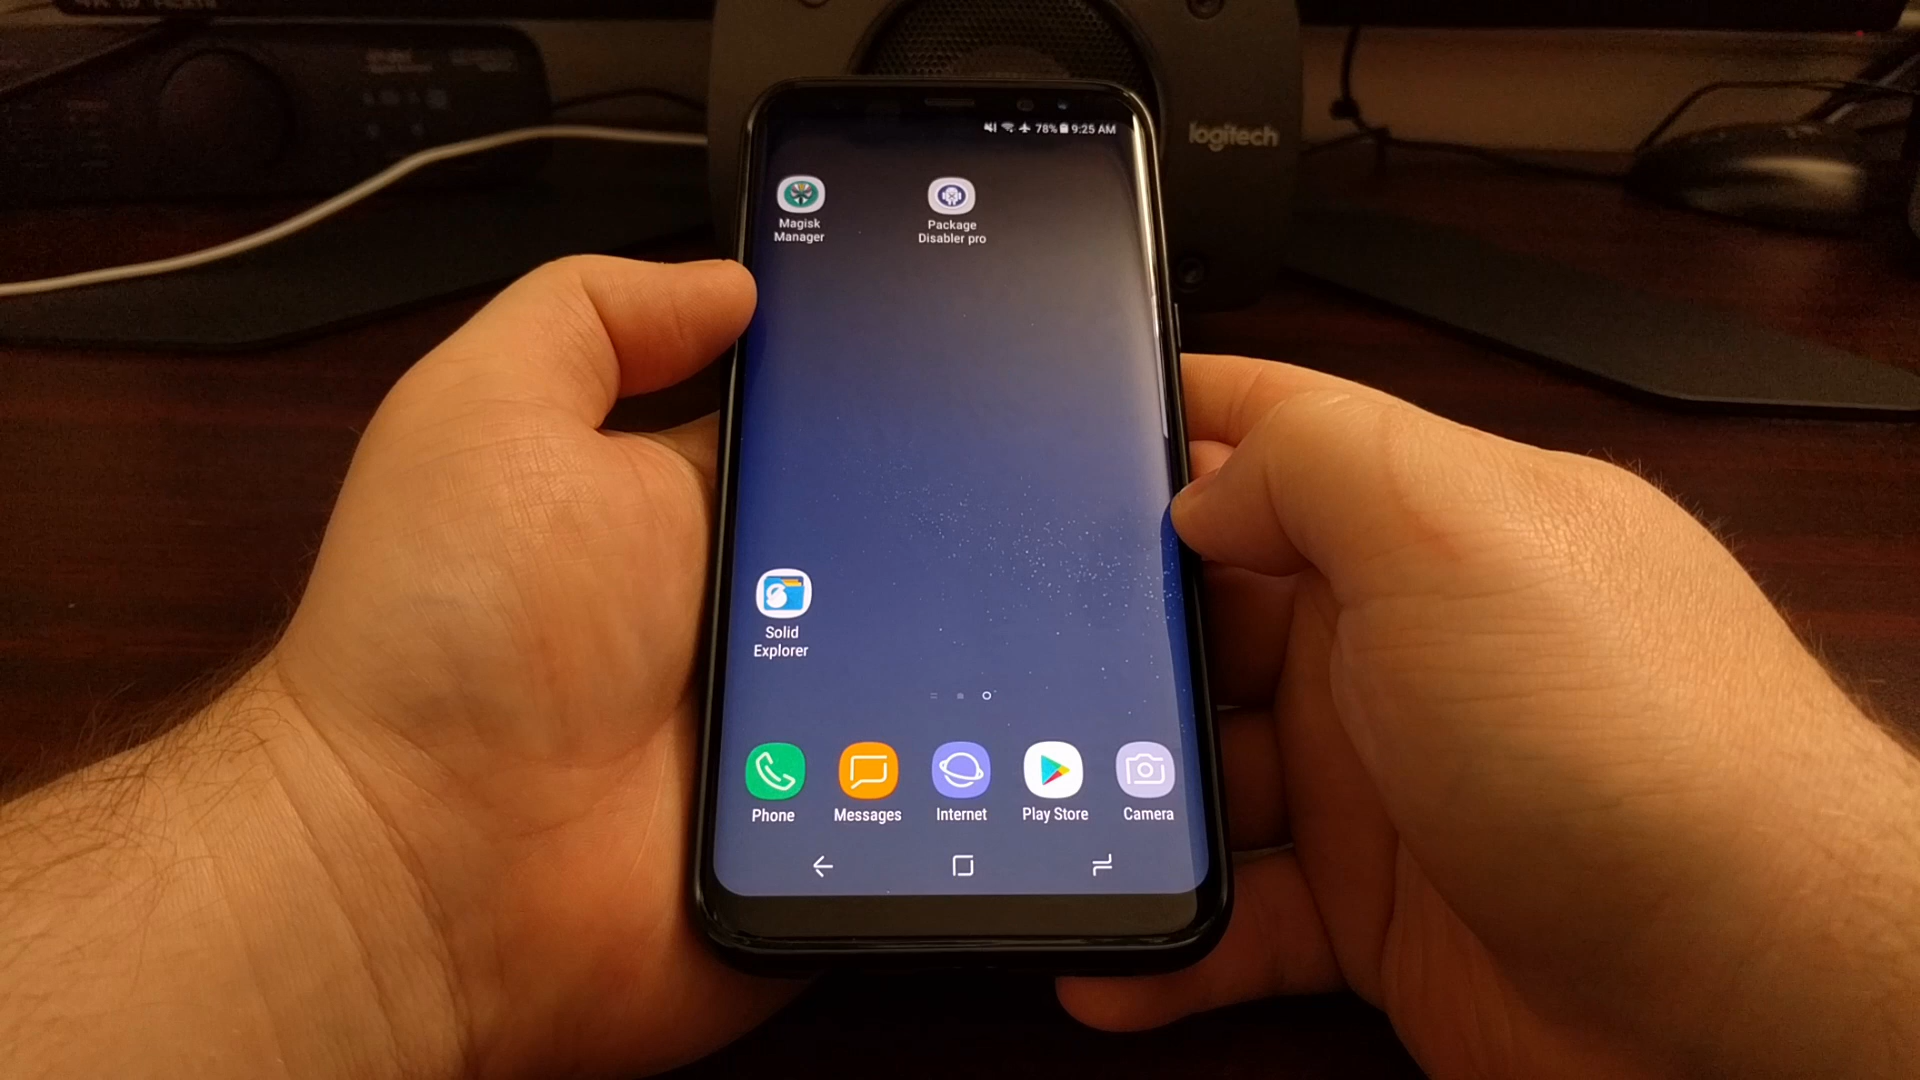 78% 9:25 AM
logitech
Magisk
Manager
Package
Disabler pro
Solid
Explorer
Phone
Messages
Internet
Play Store
Camera